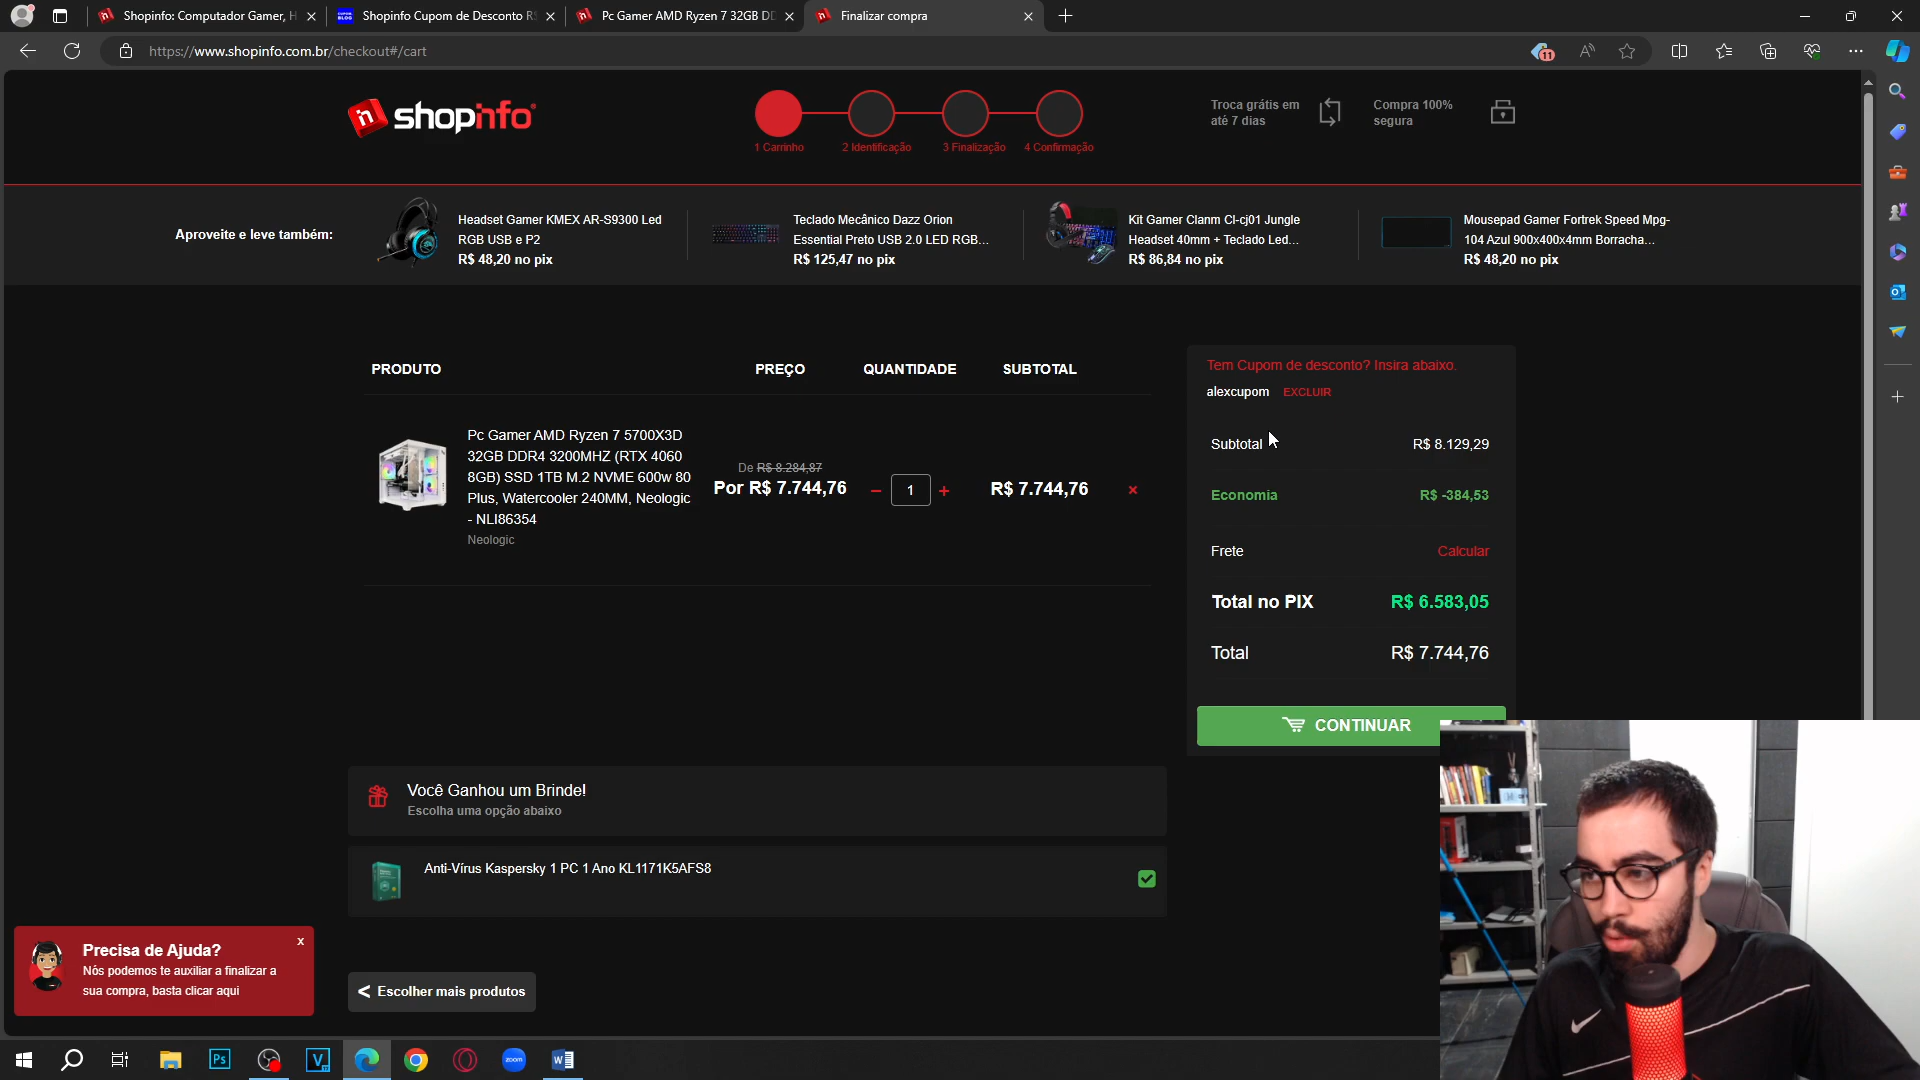 Shopinfo: Computador Gamer, H
Shopinfo Cupom de Desconto R$
Pc Gamer AMD Ryzen 7 32GB DD
Finalizar compra
https://www.shopinfo.com.br/checkout#/cart
11
shopinfo
1 Carrinho
2 Identificação
3 Finalização
4 Confirmação
Troca grátis em
até 7 dias
Compra 100%
segura
Aproveite e leve também:
Headset Gamer KMEX AR-S9300 Led
RGB USB e P2
R$ 48,20 no pix
Teclado Mecânico Dazz Orion
Essential Preto USB 2.0 LED RGB...
R$ 125,47 no pix
Kit Gamer Clanm Cl-cj01 Jungle
Headset 40mm + Teclado Led...
R$ 86,84 no pix
Mousepad Gamer Fortrek Speed Mpg-
104 Azul 900x400x4mm Borracha...
R$ 48,20 no pix
PRODUTO
PREÇO
QUANTIDADE
SUBTOTAL
Pc Gamer AMD Ryzen 7 5700X3D
32GB DDR4 3200MHZ (RTX 4060
8GB) SSD 1TB M.2 NVME 600w 80
Plus, Watercooler 240MM, Neologic
- NLI86354
Neologic
De R$ 8.284,87
Por R$ 7.744,76
1
R$ 7.744,76
Tem Cupom de desconto? Insira abaixo.
alexcupom EXCLUIR
Subtotal R$ 8.129,29
Economia R$ -384,53
Frete Calcular
Total no PIX R$ 6.583,05
Total R$ 7.744,76
CONTINUAR
Você Ganhou um Brinde!
Escolha uma opção abaixo
Anti-Vírus Kaspersky 1 PC 1 Ano KL1171K5AFS8
Precisa de Ajuda?
x
Nós podemos te auxiliar a finalizar a
sua compra, basta clicar aqui
< Escolher mais produtos
Ps
V
zoom
W